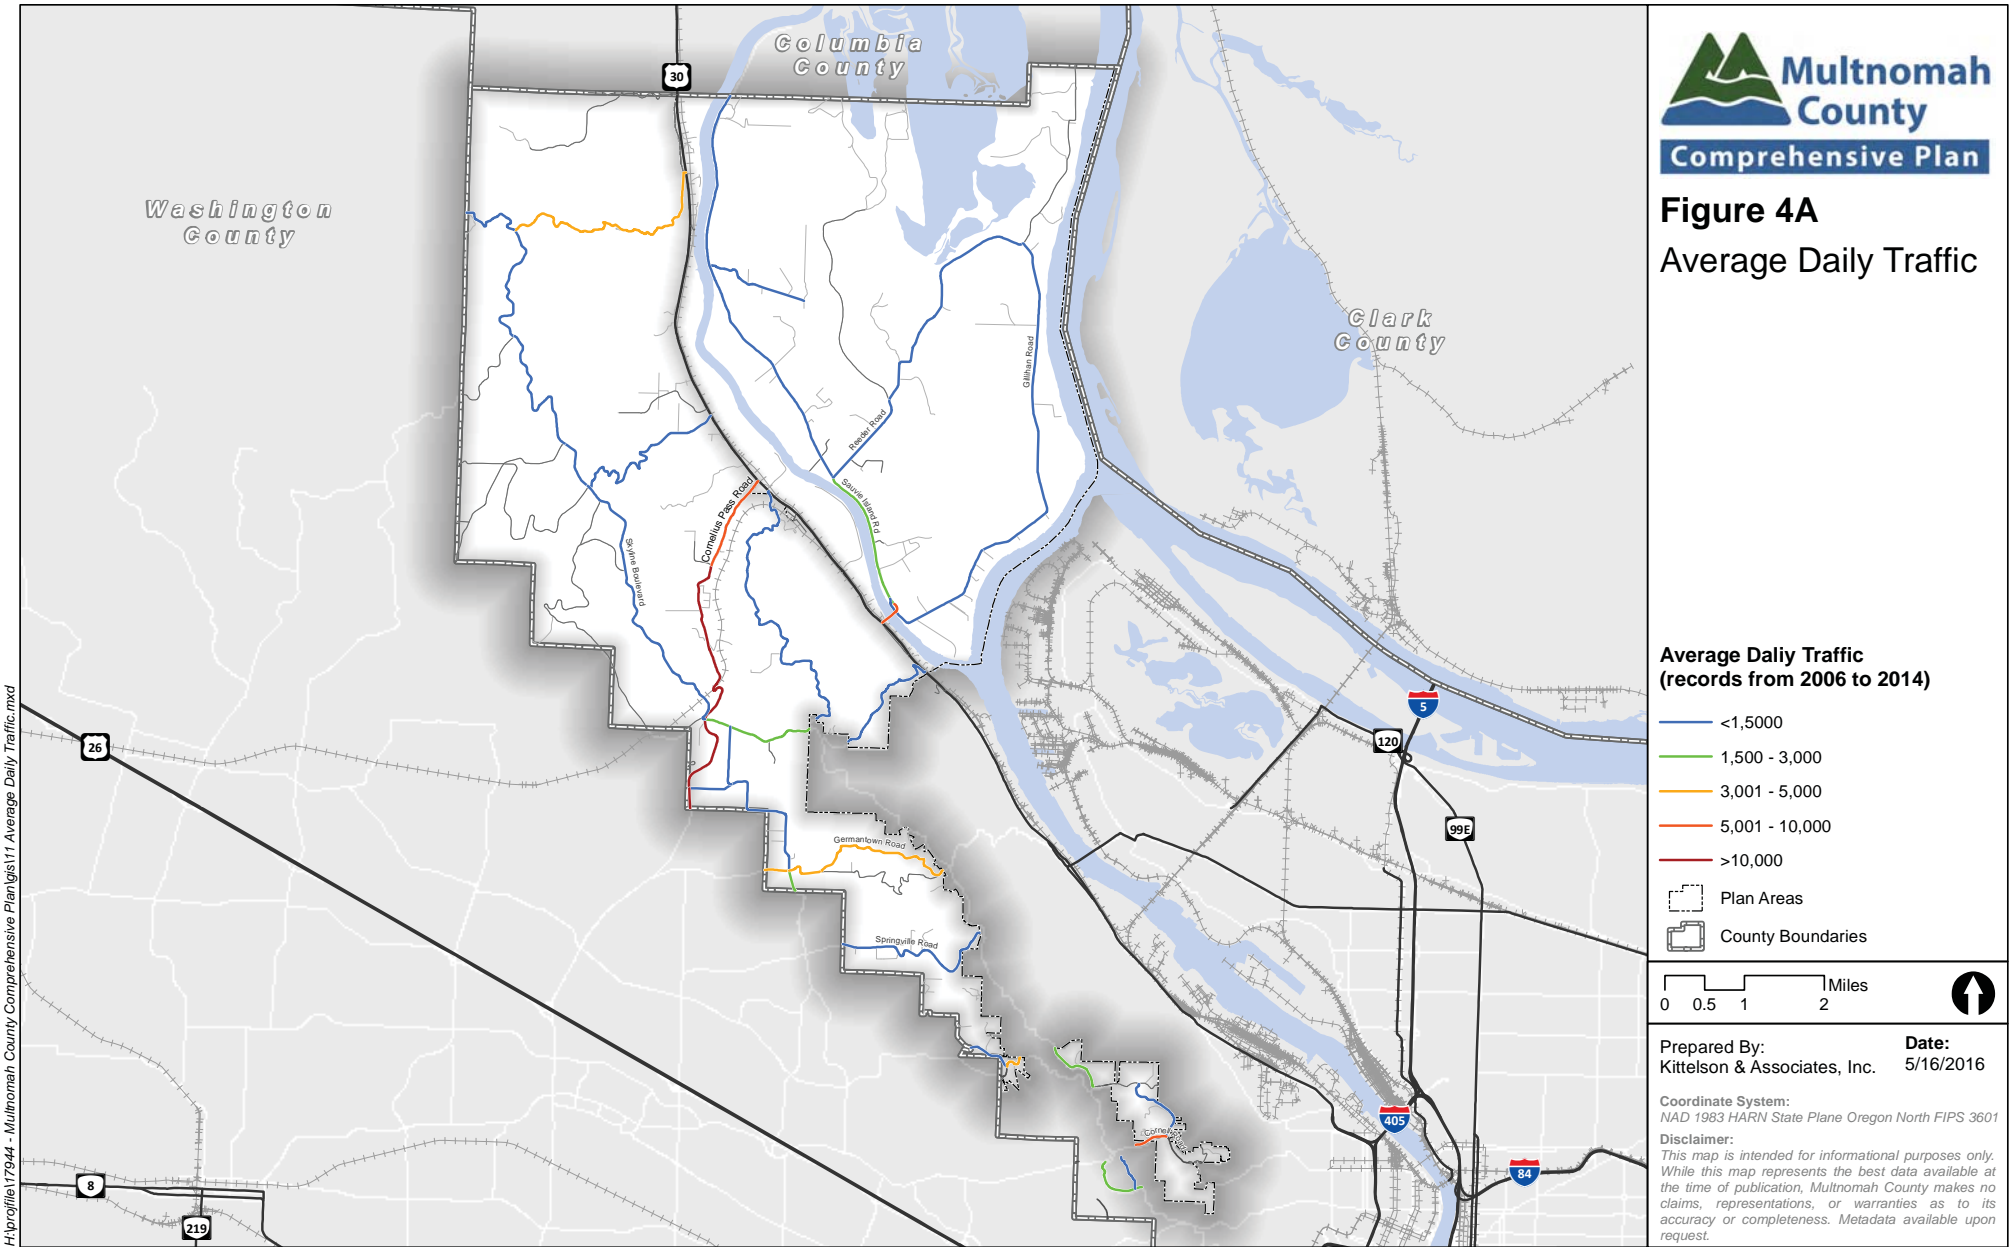 Columbia
County
30
Washington
County
Clark
County
Gillihan Road
Reeder Road
Sauvie Island Rd
Cornelius Pass Road
Skyline Boulevard
Germantown Road
Springville Road
26
5
120
99E
405
84
8
219
H:\projfile\17944 - Multnomah County Comprehensive Plan\gis\11 Average Daily Traffic.mxd
Multnomah
County
Comprehensive Plan
Figure 4A
Average Daily Traffic
Average Daliy Traffic
(records from 2006 to 2014)
<1,5000
1,500 - 3,000
3,001 - 5,000
5,001 - 10,000
>10,000
Plan Areas
County Boundaries
Miles
0 0.5 1 2
Prepared By:
Kittelson & Associates, Inc.
Date:
5/16/2016
Coordinate System:
NAD 1983 HARN State Plane Oregon North FIPS 3601
Disclaimer:
This map is intended for informational purposes only.
While this map represents the best data available at
the time of publication, Multnomah County makes no
claims, representations, or warranties as to its
accuracy or completeness. Metadata available upon
request.